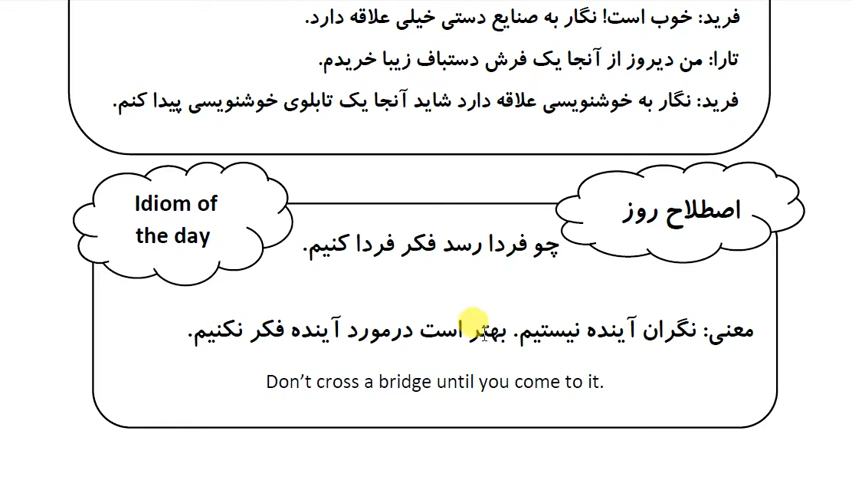 فرید: خوب است! نگار به صنایع دستی خیلی علاقه دارد.
تارا: من دیروز از آنجا یک فرش دستباف زیبا خریدم.
فرید: نگار به خوشنویسی علاقه دارد شاید آنجا یک تابلوی خوشنویسی پیدا کنم.
اصطلاح روز
Idiom of
the day
چو فردا رسد فکر فردا کنیم.
معنی: نگران آینده نیستیم. بهتر است درمورد آینده فکر نکنیم.
Don't cross a bridge until you come to it.